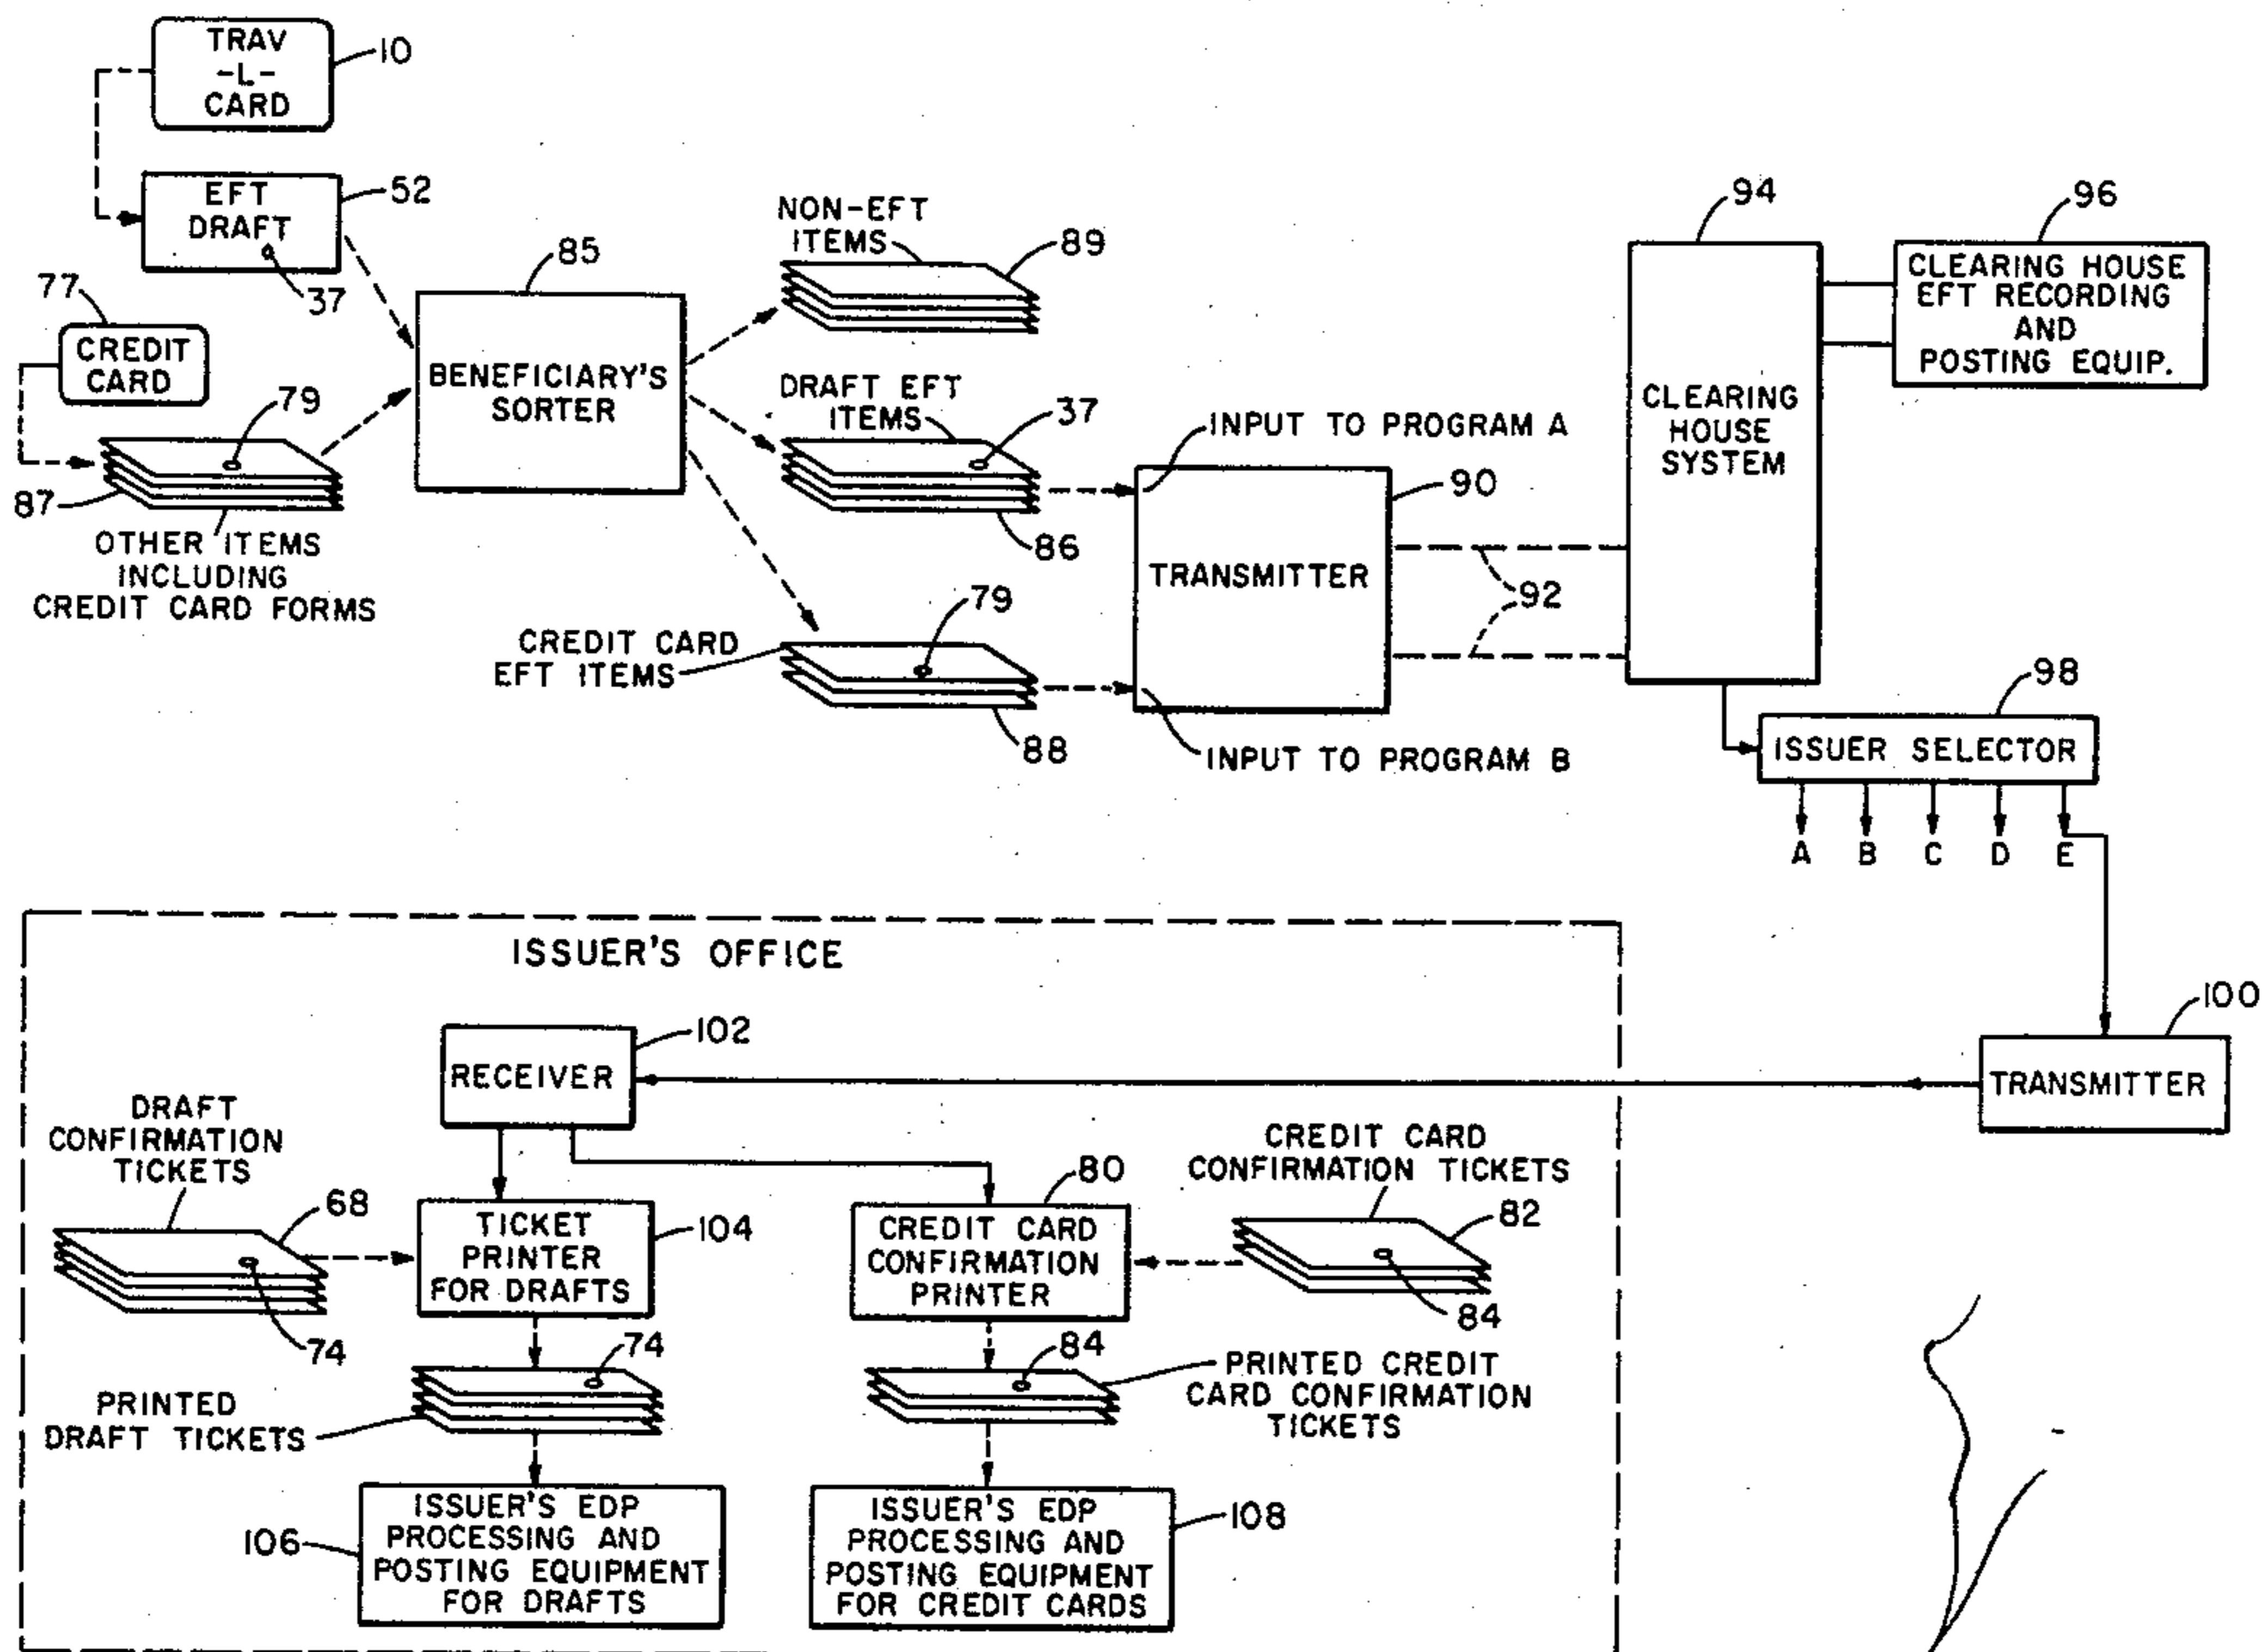 TRAV
-L-
CARD
10
EFT
DRAFT
52
37
77
CREDIT
CARD
79
87
OTHER ITEMS
INCLUDING
CREDIT CARD FORMS
85
BENEFICIARY'S
SORTER
NON-EFT
ITEMS
89
DRAFT EFT
ITEMS
37
86
CREDIT CARD
EFT ITEMS
79
88
INPUT TO PROGRAM A
90
TRANSMITTER
INPUT TO PROGRAM B
92
94
CLEARING
HOUSE
SYSTEM
96
CLEARING HOUSE
EFT RECORDING
AND
POSTING EQUIP.
98
ISSUER SELECTOR
A B C D E
100
TRANSMITTER
ISSUER'S OFFICE
102
RECEIVER
DRAFT
CONFIRMATION
TICKETS
68
74
TICKET
PRINTER
FOR DRAFTS
104
80
CREDIT CARD
CONFIRMATION
PRINTER
CREDIT CARD
CONFIRMATION TICKETS
82
84
74
PRINTED
DRAFT TICKETS
84
PRINTED CREDIT
CARD CONFIRMATION
TICKETS
106
ISSUER'S EDP
PROCESSING AND
POSTING EQUIPMENT
FOR DRAFTS
ISSUER'S EDP
PROCESSING AND
POSTING EQUIPMENT
FOR CREDIT CARDS
108